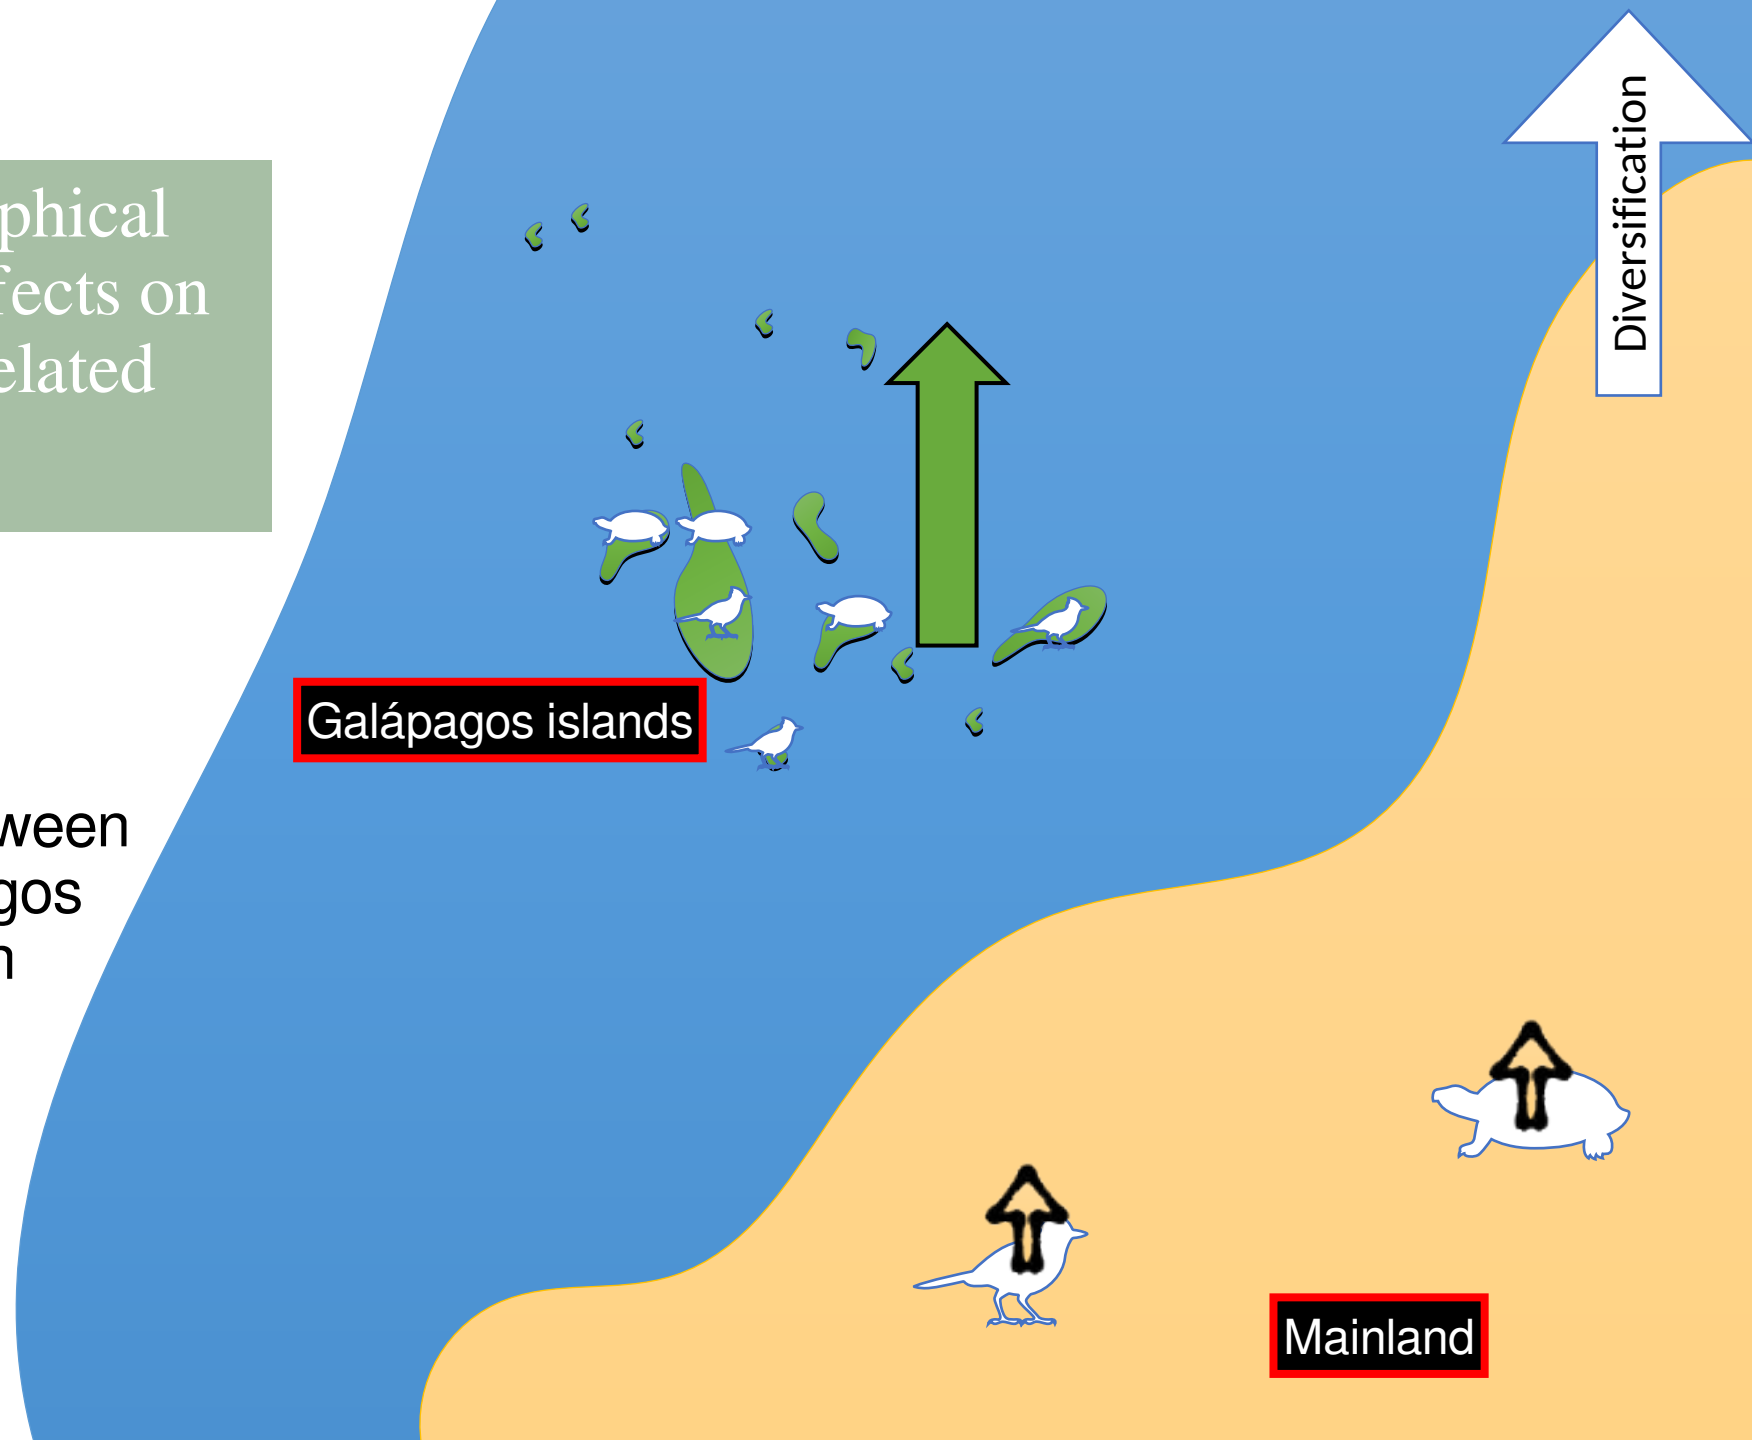 phical
fects on
elated
Diversification
Galápagos islands
ween
gos
n
Mainland